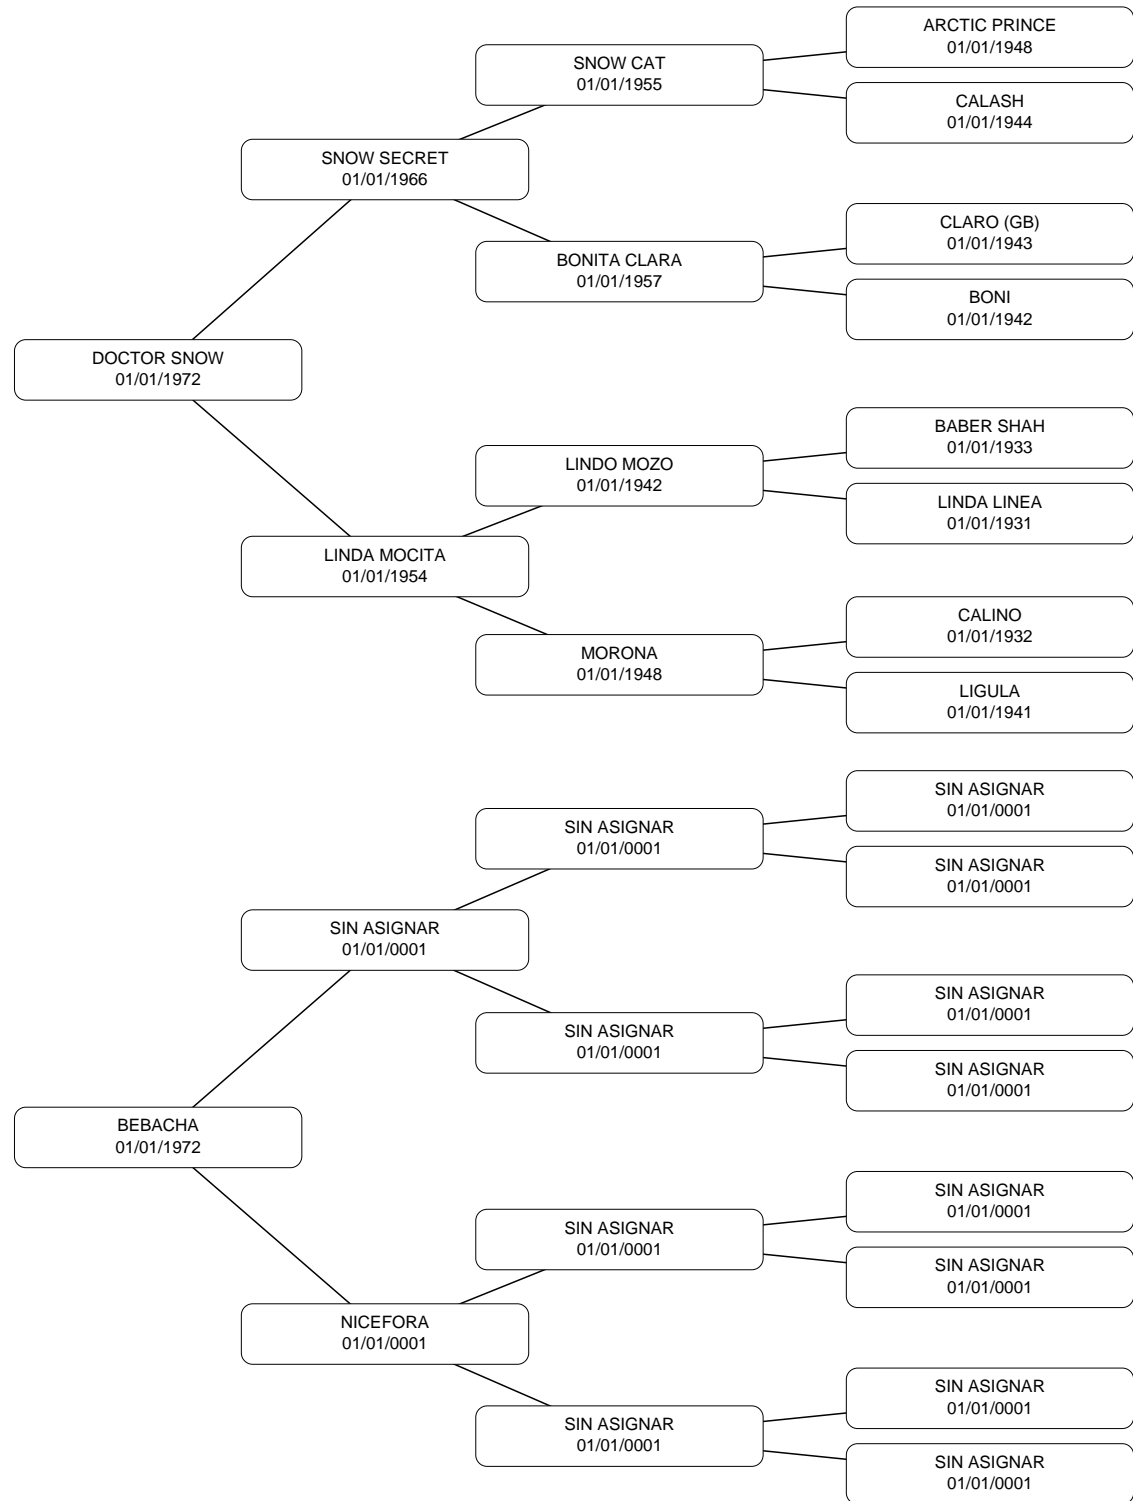 ARCTIC PRINCE
01/01/1948
SNOW CAT
01/01/1955
CALASH
01/01/1944
SNOW SECRET
01/01/1966
CLARO (GB)
01/01/1943
BONITA CLARA
01/01/1957
BONI
01/01/1942
DOCTOR SNOW
01/01/1972
BABER SHAH
01/01/1933
LINDO MOZO
01/01/1942
LINDA LINEA
01/01/1931
LINDA MOCITA
01/01/1954
CALINO
01/01/1932
MORONA
01/01/1948
LIGULA
01/01/1941
SIN ASIGNAR
01/01/0001
SIN ASIGNAR
01/01/0001
SIN ASIGNAR
01/01/0001
SIN ASIGNAR
01/01/0001
SIN ASIGNAR
01/01/0001
SIN ASIGNAR
01/01/0001
SIN ASIGNAR
01/01/0001
BEBACHA
01/01/1972
SIN ASIGNAR
01/01/0001
SIN ASIGNAR
01/01/0001
SIN ASIGNAR
01/01/0001
NICEFORA
01/01/0001
SIN ASIGNAR
01/01/0001
SIN ASIGNAR
01/01/0001
SIN ASIGNAR
01/01/0001